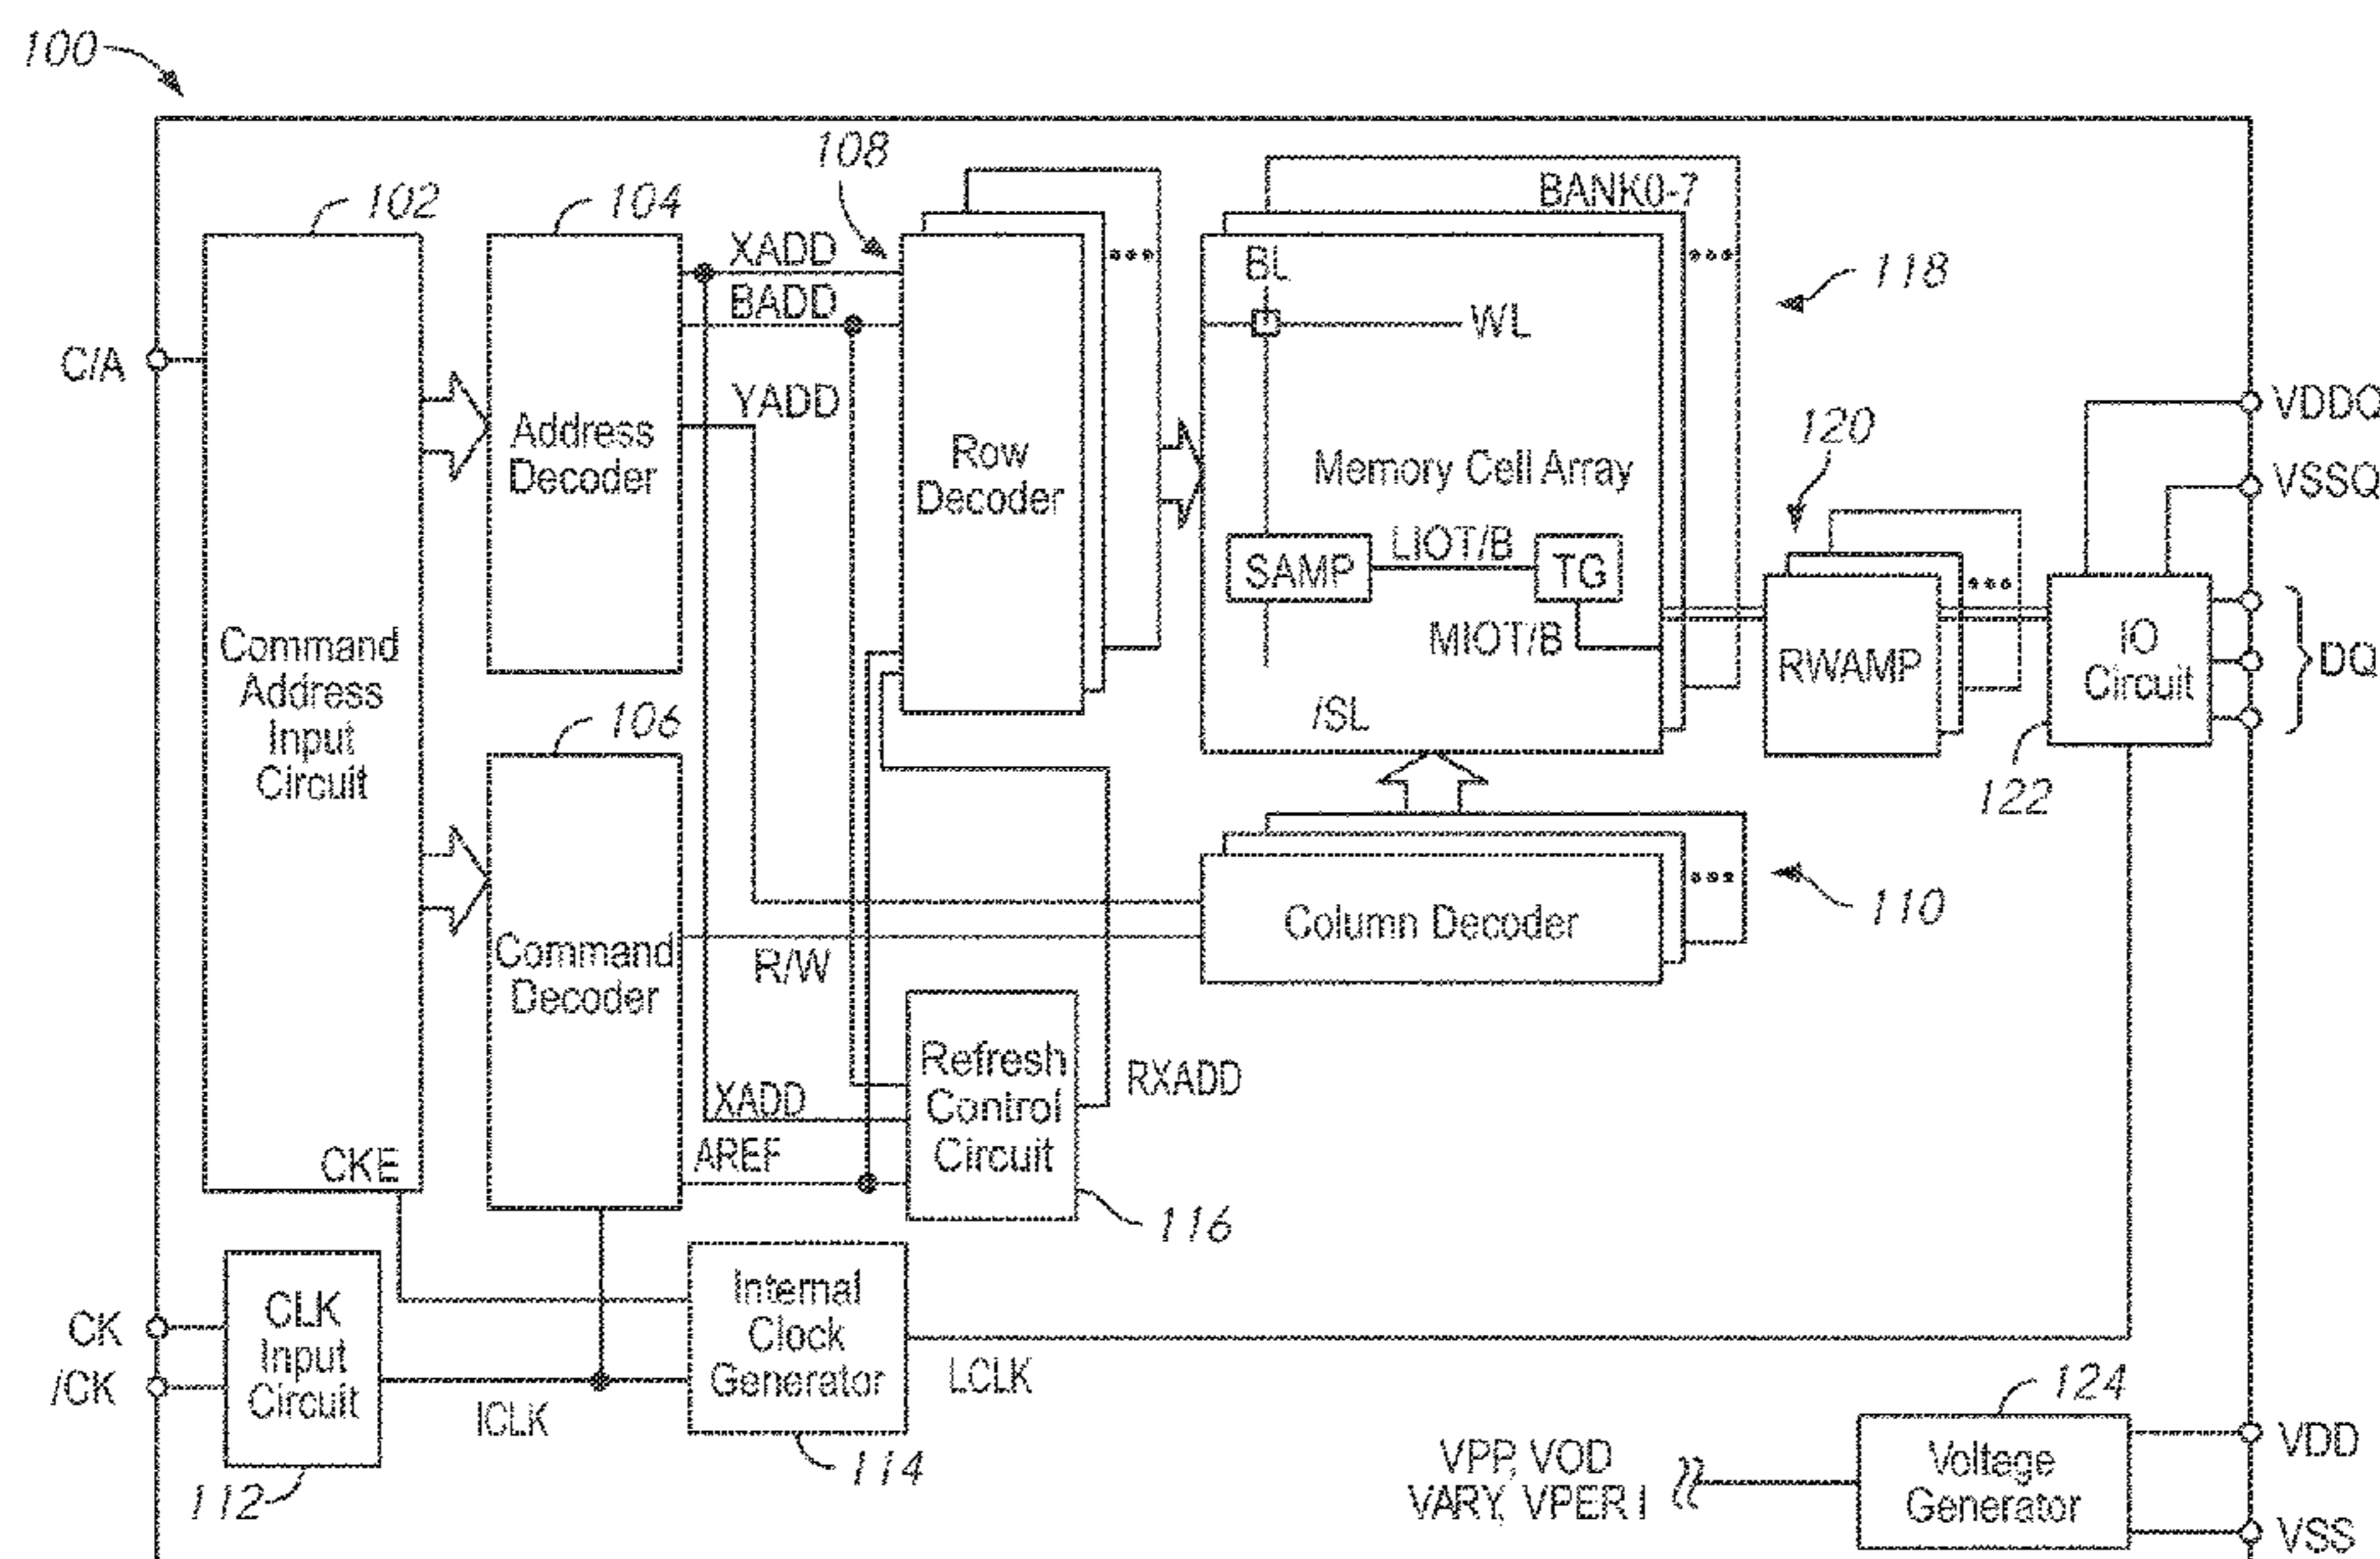 100
108
BANK0-7
102
104
XADD
BL
118
BADD
WL
C/A
YADD
VDDQ
120
Address
Decoder
Row
Decoder
Memory Cell Array
VSSQ
SAMP
LIOT/B
TG
Command
Address
Input
Circuit
MIOT/B
RWAMP
IO
Circuit
DQ
106
/SL
122
Command
Decoder
Column Decoder
110
R/W
Refresh
Control
Circuit
RXADD
XADD
AREF
CKE
116
CK
/CK
CLK
Input
Circuit
Internal
Clock
Generator
ICLK
LCLK
124
112
114
VPP, VOD
VARY, VPERI
Voltage
Generator
VDD
VSS